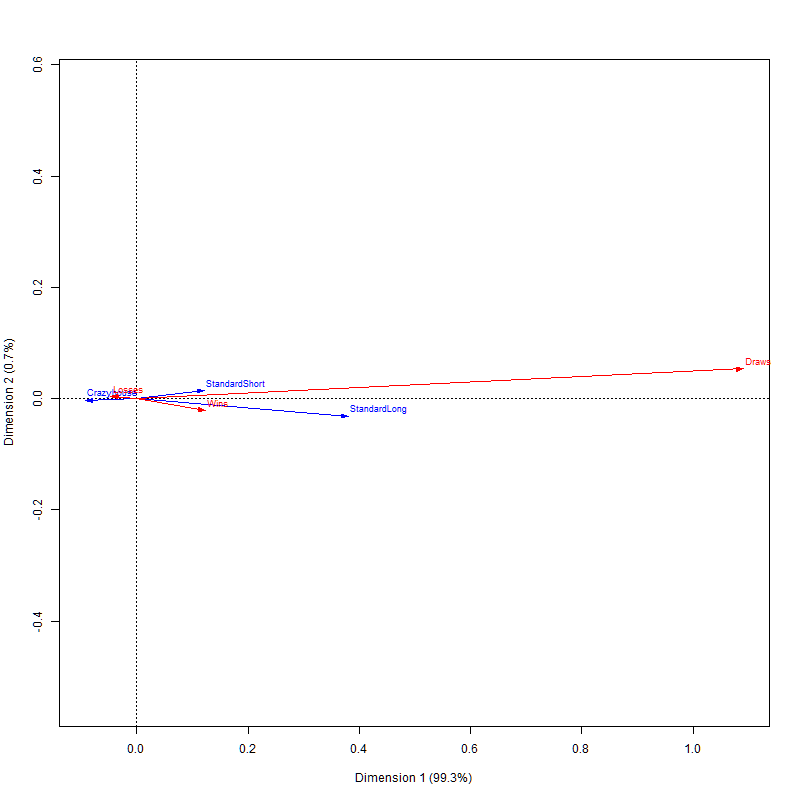 0.6
0.4
0.2
0.0
-0.2
-0.4
Dimension 2 (0.7%)
Draws
Losses
Crazyhouse
StandardShort
Wins
StandardLong
0.0 0.2 0.4 0.6 0.8 1.0
Dimension 1 (99.3%)